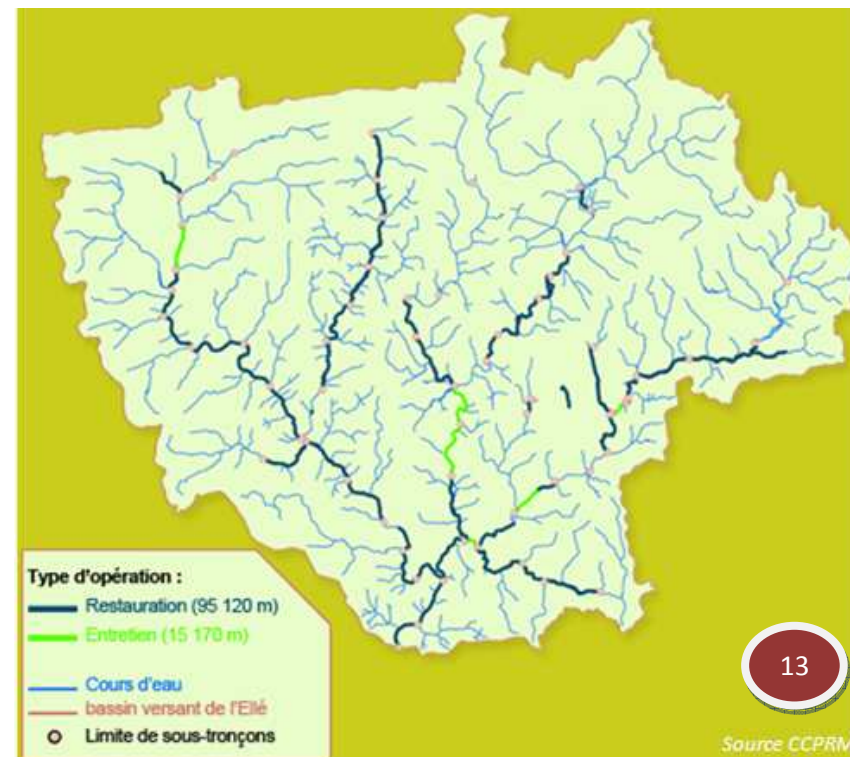 Type d'opération :
Restauration (95 120 m)
Entretien (15 170 m)
Cours d'eau
bassin versant de l'Ellé
Limite de sous-tronçons
13
Source CCPRM